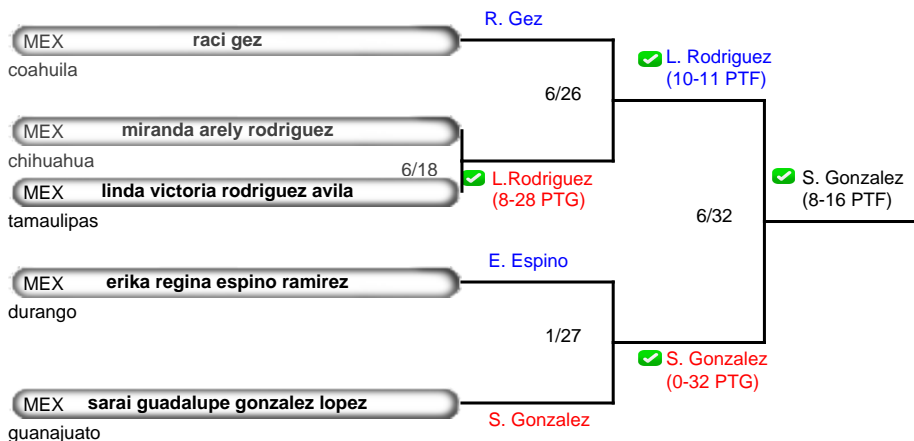 R. Gez
MEX raci gez
coahuila
L. Rodriguez
(10-11 PTF)
6/26
MEX miranda arely rodriguez
chihuahua
6/18
L.Rodriguez
(8-28 PTG)
MEX linda victoria rodriguez avila
tamaulipas
S. Gonzalez
(8-16 PTF)
6/32
E. Espino
MEX erika regina espino ramirez
durango
1/27
S. Gonzalez
(0-32 PTG)
MEX sarai guadalupe gonzalez lopez
S. Gonzalez
guanajuato